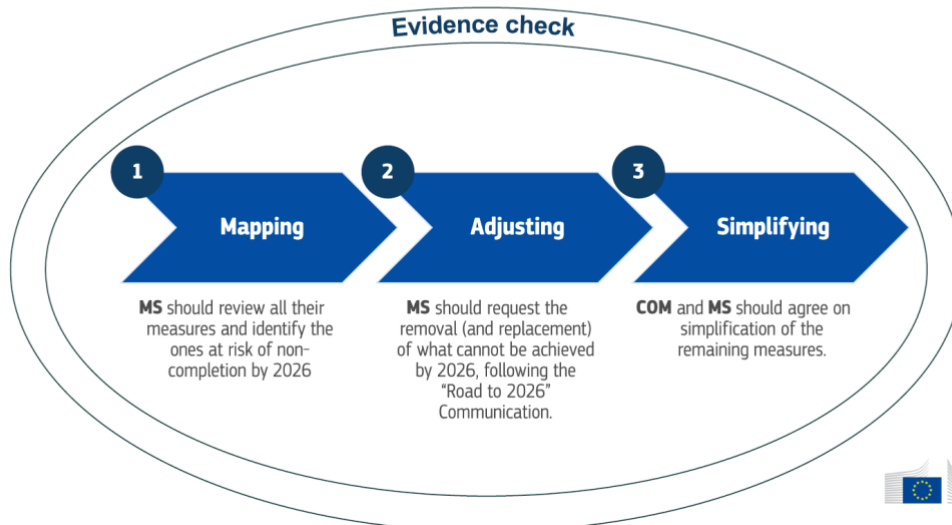 Evidence check
1
Mapping
MS should review all their
measures and identify the
ones at risk of non-
completion by 2026
2
Adjusting
MS should request the
removal (and replacement)
of what cannot be achieved
by 2026, following the
“Road to 2026”
Communication.
3
Simplifying
COM and MS should agree on
simplification of the
remaining measures.